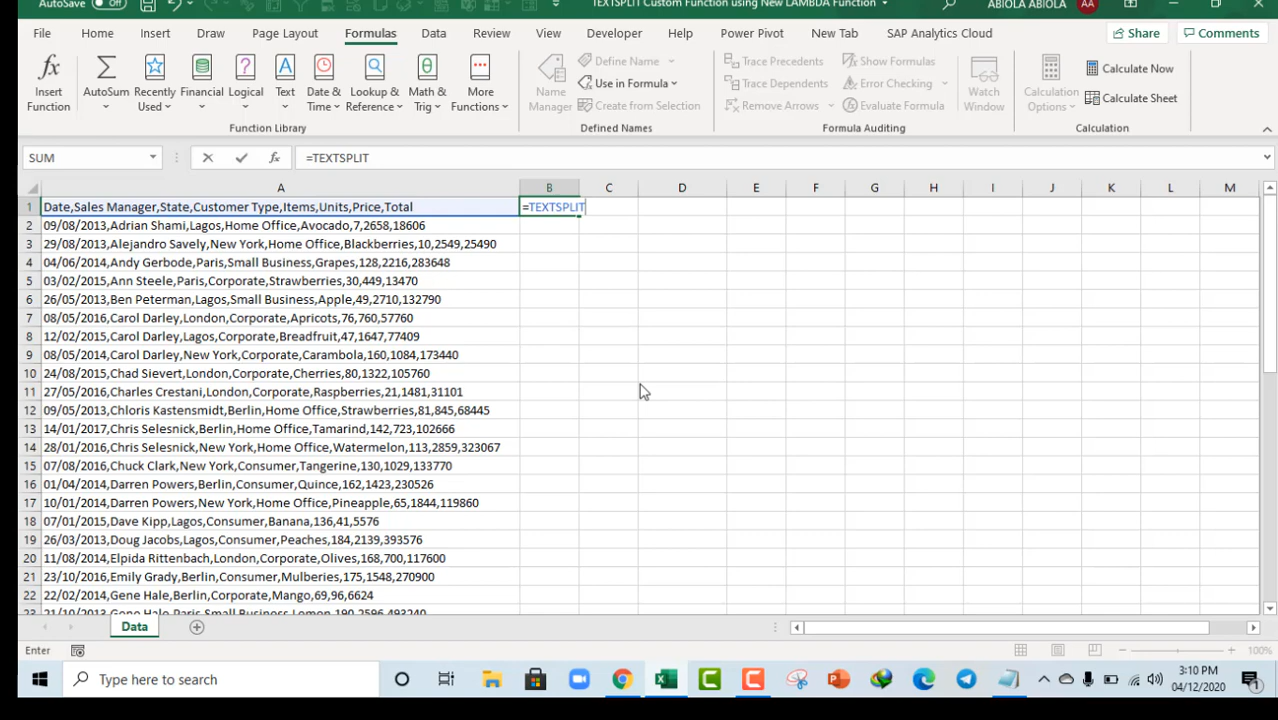 AutoSave Off TEXTSPLIT Custom Function using New LAMBDA Function ABIOLA ABIOLA AA
File Home Insert Draw Page Layout Formulas Data Review View Developer Help Power Pivot New Tab SAP Analytics Cloud Share Comments
Insert Function AutoSum Recently Used Financial Logical Text Date & Time Lookup & Reference Math & Trig More Functions
Function Library
Name Manager Define Name Use in Formula Create from Selection
Defined Names
Trace Precedents Trace Dependents Remove Arrows Show Formulas Error Checking Evaluate Formula Watch Window
Formula Auditing
Calculation Options Calculate Now Calculate Sheet
Calculation
SUM fx =TEXTSPLIT
A B C D E F G H I J K L M
1 Date,Sales Manager,State,Customer Type,Items,Units,Price,Total =TEXTSPLIT
2 09/08/2013,Adrian Shami,Lagos,Home Office,Avocado,7,2658,18606
3 29/08/2013,Alejandro Savely,New York,Home Office,Blackberries,10,2549,25490
4 04/06/2014,Andy Gerbode,Paris,Small Business,Grapes,128,2216,283648
5 03/02/2015,Ann Steele,Paris,Corporate,Strawberries,30,449,13470
6 26/05/2013,Ben Peterman,Lagos,Small Business,Apple,49,2710,132790
7 08/05/2016,Carol Darley,London,Corporate,Apricots,76,760,57760
8 12/02/2015,Carol Darley,Lagos,Corporate,Breadfruit,47,1647,77409
9 08/05/2014,Carol Darley,New York,Corporate,Carambola,160,1084,173440
10 24/08/2015,Chad Sievert,London,Corporate,Cherries,80,1322,105760
11 27/05/2016,Charles Crestani,London,Corporate,Raspberries,21,1481,31101
12 09/05/2013,Chloris Kastensmidt,Berlin,Home Office,Strawberries,81,845,68445
13 14/01/2017,Chris Selesnick,Berlin,Home Office,Tamarind,142,723,102666
14 28/01/2016,Chris Selesnick,New York,Home Office,Watermelon,113,2859,323067
15 07/08/2016,Chuck Clark,New York,Consumer,Tangerine,130,1029,133770
16 01/04/2014,Darren Powers,Berlin,Consumer,Quince,162,1423,230526
17 10/01/2014,Darren Powers,New York,Home Office,Pineapple,65,1844,119860
18 07/01/2015,Dave Kipp,Lagos,Consumer,Banana,136,41,5576
19 26/03/2013,Doug Jacobs,Lagos,Consumer,Peaches,184,2139,393576
20 11/08/2014,Elpida Rittenbach,London,Corporate,Olives,168,700,117600
21 23/10/2016,Emily Grady,Berlin,Consumer,Mulberies,175,1548,270900
22 22/02/2014,Gene Hale,Berlin,Corporate,Mango,69,96,6624
23 21/10/2013,Gene Hale,Paris,Small Business,Lemon,190,2596,493240
Data
Enter 100%
Type here to search 3:10 PM
04/12/2020 1